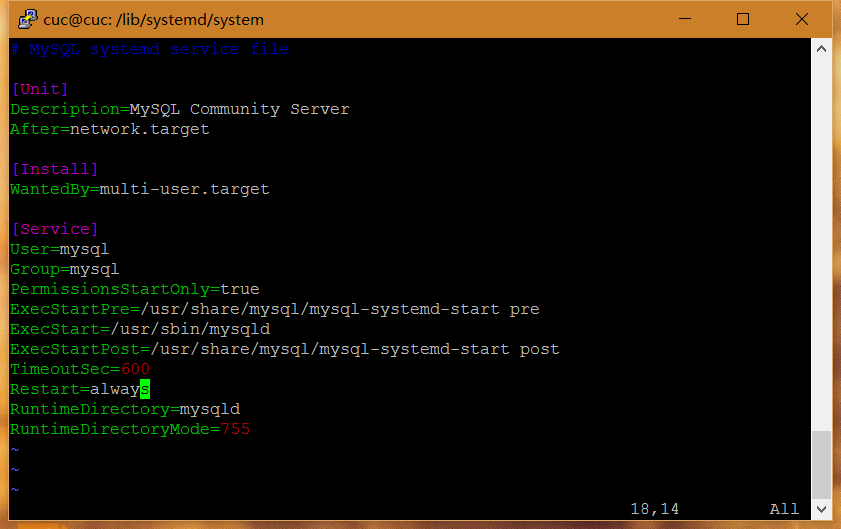 cuc@cuc: /lib/systemd/system
# MySQL systemd service file
[Unit]
Description=MySQL Community Server
After=network.target
[Install]
WantedBy=multi-user.target
[Service]
User=mysql
Group=mysql
PermissionsStartOnly=true
ExecStartPre=/usr/share/mysql/mysql-systemd-start pre
ExecStart=/usr/sbin/mysqld
ExecStartPost=/usr/share/mysql/mysql-systemd-start post
TimeoutSec=600
Restart=always
RuntimeDirectory=mysqld
RuntimeDirectoryMode=755
~
~
~
18,14 All